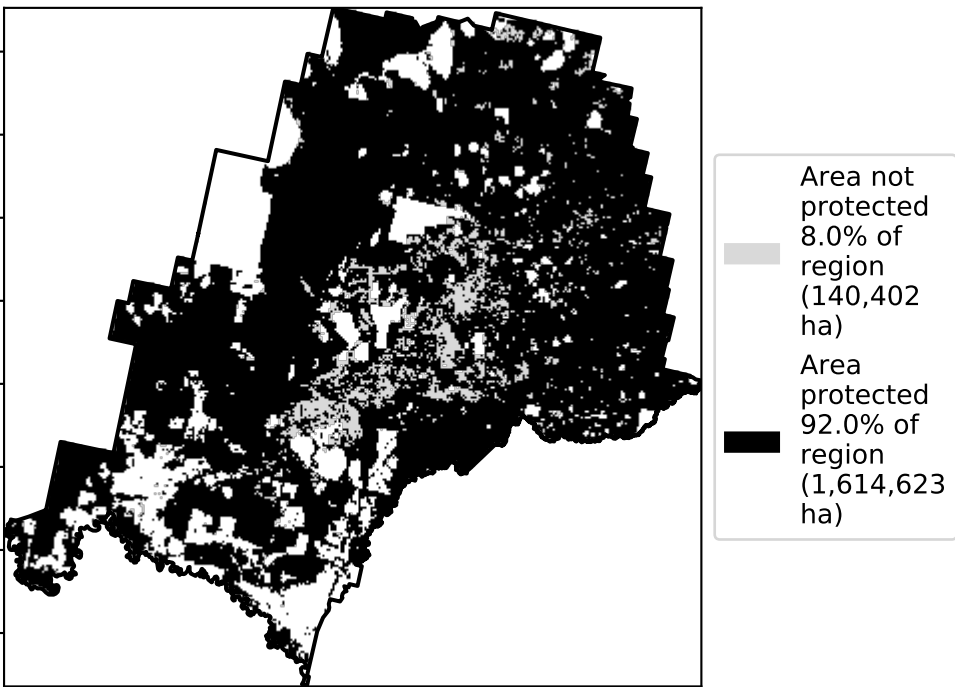 Area not
protected
8.0% of
region
(140,402
ha)
Area
protected
92.0% of
region
(1,614,623
ha)